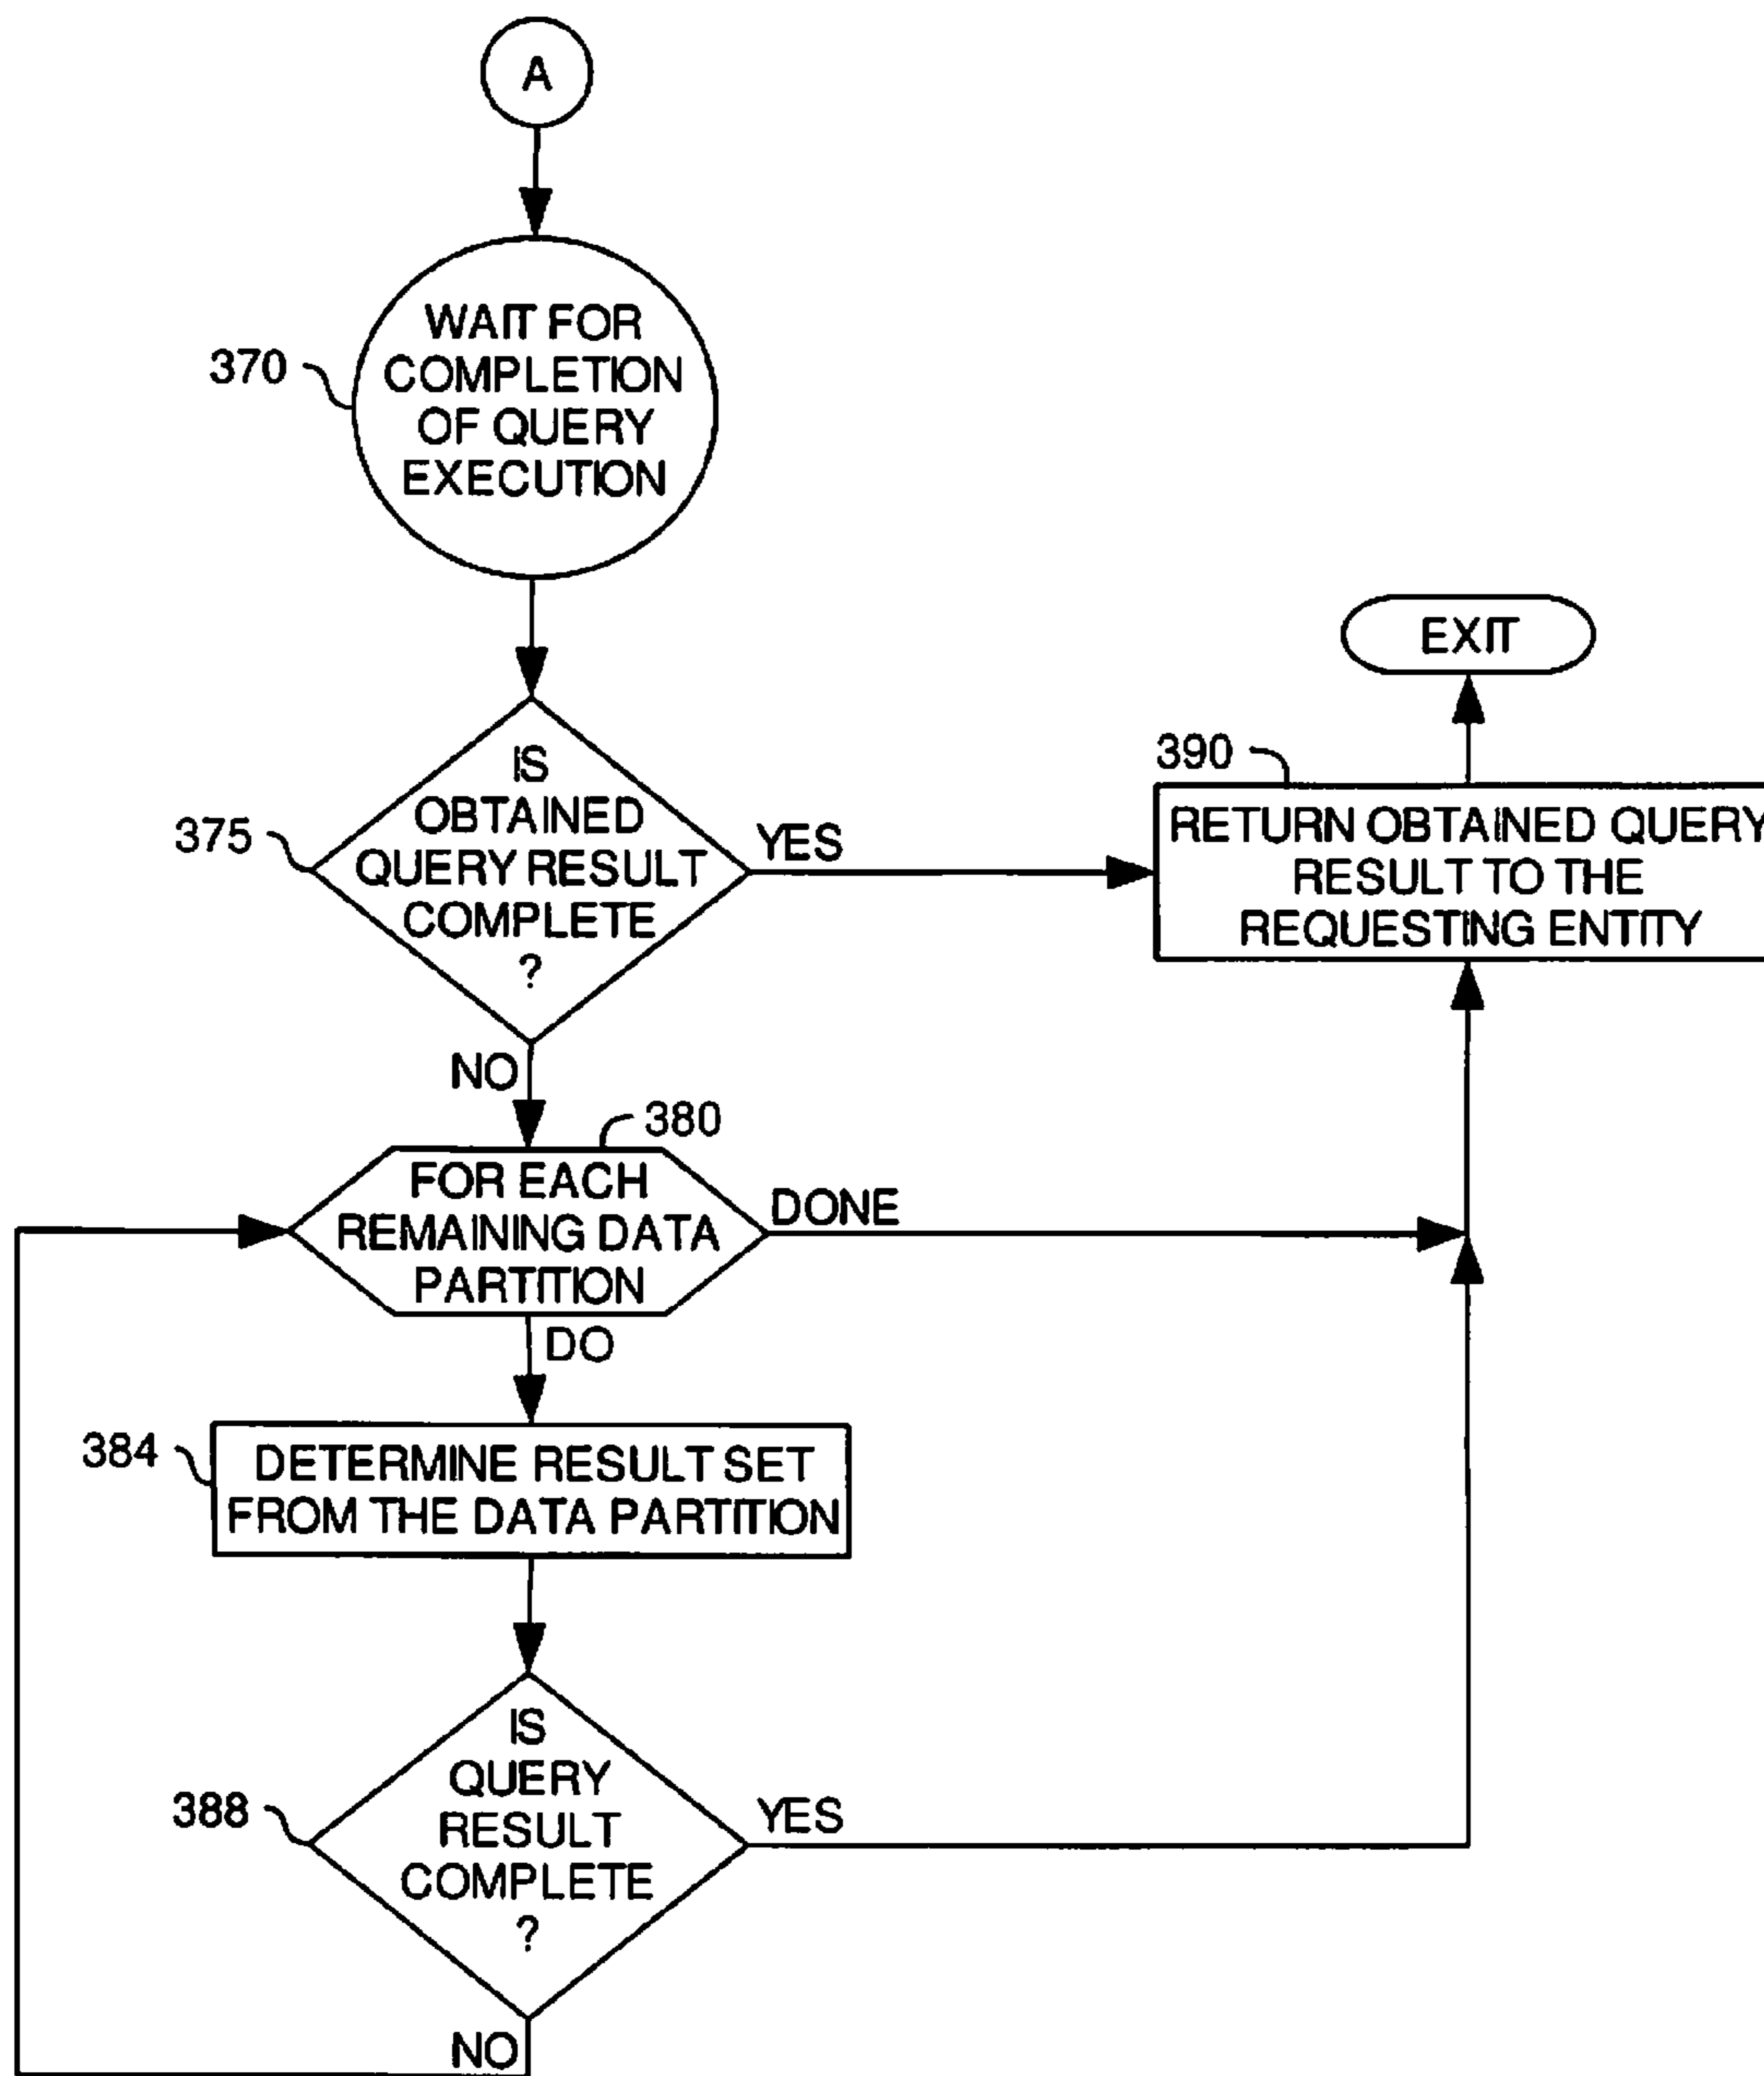 A
370
WAIT FOR
COMPLETION
OF QUERY
EXECUTION
EXIT
375
IS
OBTAINED
QUERY RESULT
COMPLETE
?
YES
390
RETURN OBTAINED QUERY
RESULT TO THE
REQUESTING ENTITY
NO
380
FOR EACH
REMAINING DATA
PARTITION
DONE
DO
384
DETERMINE RESULT SET
FROM THE DATA PARTITION
388
IS
QUERY
RESULT
COMPLETE
?
YES
NO